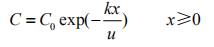 C = C₀ exp(−kx/u)  x≥0